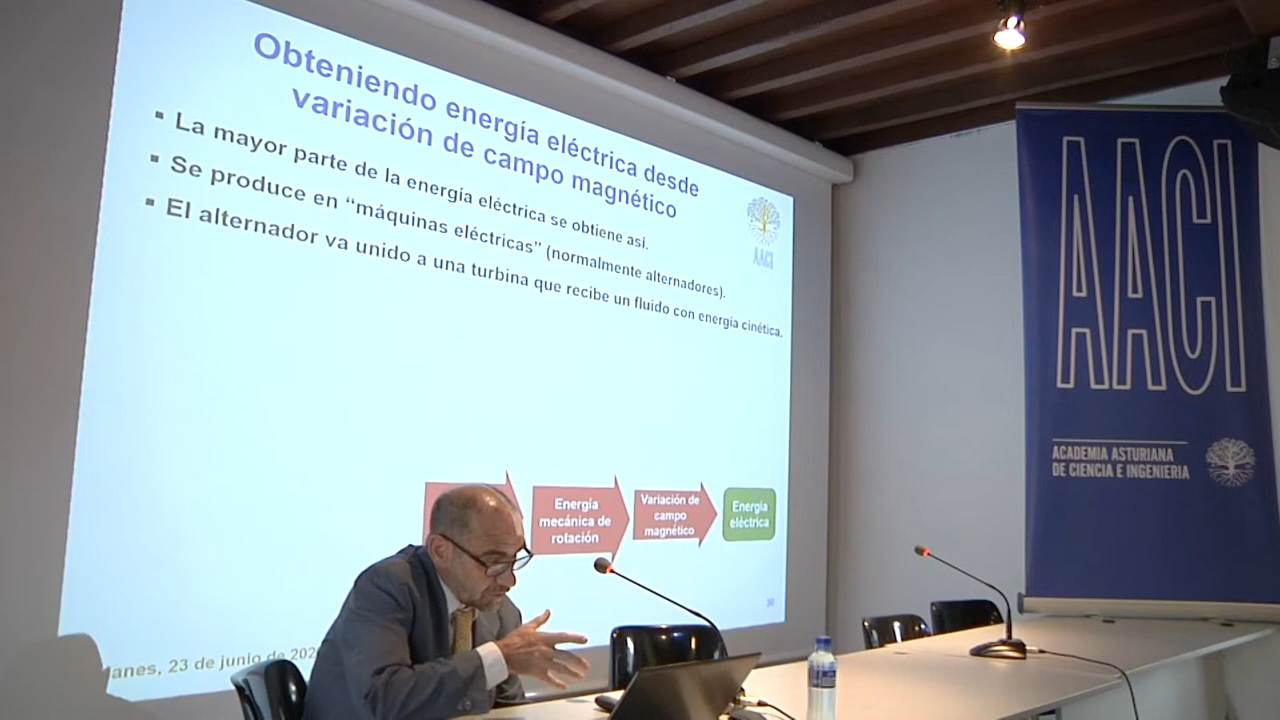 Obteniendo energía eléctrica desde
variación de campo magnético
▪ La mayor parte de la energía eléctrica se obtiene así.
▪ Se produce en “máquinas eléctricas” (normalmente alternadores).
▪ El alternador va unido a una turbina que recibe un fluido con energía cinética.
AACI
Energía
mecánica de
rotación
Variación de
campo
magnético
Energía
eléctrica
30
23 de junio de
AACI
ACADEMIA ASTURIANA
DE CIENCIA E INGENIERIA